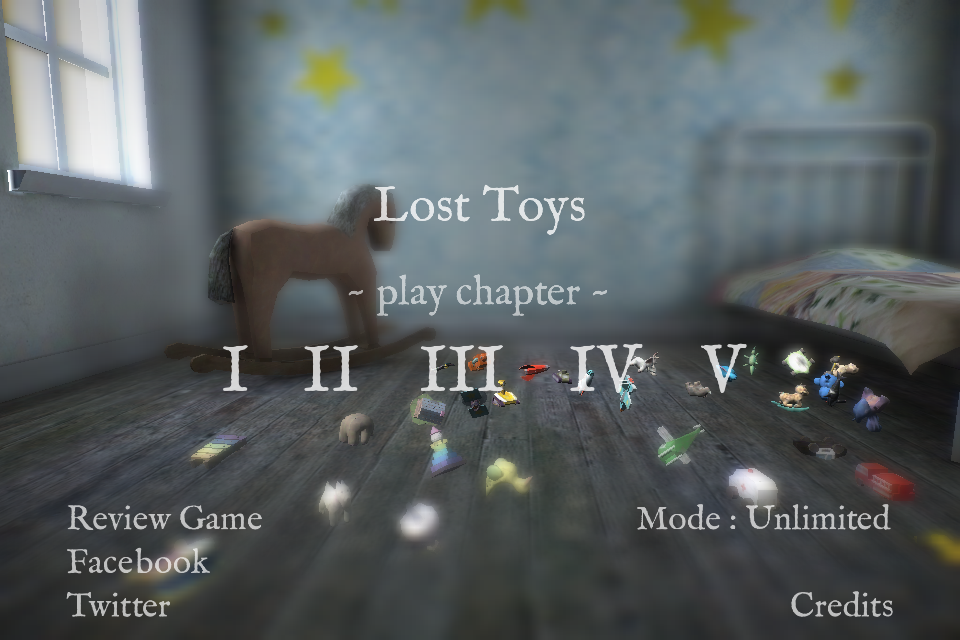 Lost Toys
~ play chapter ~
I II III IV V
Review Game
Mode : Unlimited
Facebook
Twitter
Credits